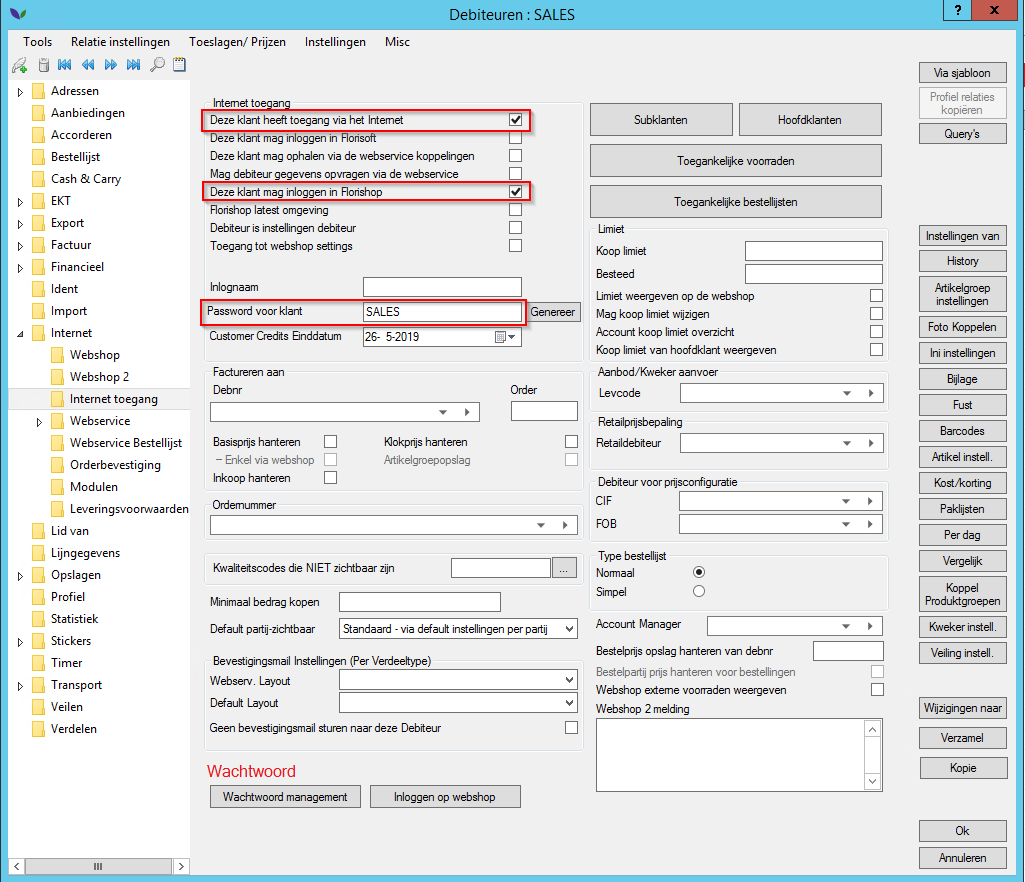 Debiteuren : SALES
?
x
Tools
Relatie instellingen
Toeslagen/ Prijzen
Instellingen
Misc
Adressen
Aanbiedingen
Accorderen
Bestellijst
Cash & Carry
EKT
Export
Factuur
Financieel
Ident
Import
Internet
Webshop
Webshop 2
Internet toegang
Webservice
Webservice Bestellijst
Orderbevestiging
Modulen
Leveringsvoorwaarden
Lid van
Lijngegevens
Opslagen
Profiel
Statistiek
Stickers
Timer
Transport
Veilen
Verdelen
Internet toegang
Deze klant heeft toegang via het Internet
Deze klant mag inloggen in Florisoft
Deze klant mag ophalen via de webservice koppelingen
Mag debiteur gegevens opvragen via de webservice
Deze klant mag inloggen in Florishop
Florishop latest omgeving
Debiteur is instellingen debiteur
Toegang tot webshop settings
Inlognaam
Password voor klant
SALES
Genereer
Customer Credits Einddatum
26- 5-2019
Factureren aan
Debnr
Order
Basisprijs hanteren
Klokprijs hanteren
– Enkel via webshop
Artikelgroepopslag
Inkoop hanteren
Ordernummer
Kwaliteitscodes die NIET zichtbaar zijn
...
Minimaal bedrag kopen
Default partij-zichtbaar
Standaard - via default instellingen per partij
Bevestigingsmail Instellingen (Per Verdeeltype)
Webserv. Layout
Default Layout
Geen bevestigingsmail sturen naar deze Debiteur
Wachtwoord
Wachtwoord management
Inloggen op webshop
Subklanten
Hoofdklanten
Toegankelijke voorraden
Toegankelijke bestellijsten
Limiet
Koop limiet
Besteed
Limiet weergeven op de webshop
Mag koop limiet wijzigen
Account koop limiet overzicht
Koop limiet van hoofdklant weergeven
Aanbod/Kweker aanvoer
Levcode
Retailprijsbepaling
Retaildebiteur
Debiteur voor prijsconfiguratie
CIF
FOB
Type bestellijst
Normaal
Simpel
Account Manager
Bestelprijs opslag hanteren van debnr
Bestelpartij prijs hanteren voor bestellingen
Webshop externe voorraden weergeven
Webshop 2 melding
Via sjabloon
Profiel relaties
kopiëren
Query's
Instellingen van
History
Artikelgroep
instellingen
Foto Koppelen
Ini instellingen
Bijlage
Fust
Barcodes
Artikel instell.
Kost/korting
Paklijsten
Per dag
Vergelijk
Koppel
Produktgroepen
Kweker instell.
Veiling instell.
Wijzigingen naar
Verzamel
Kopie
Ok
Annuleren